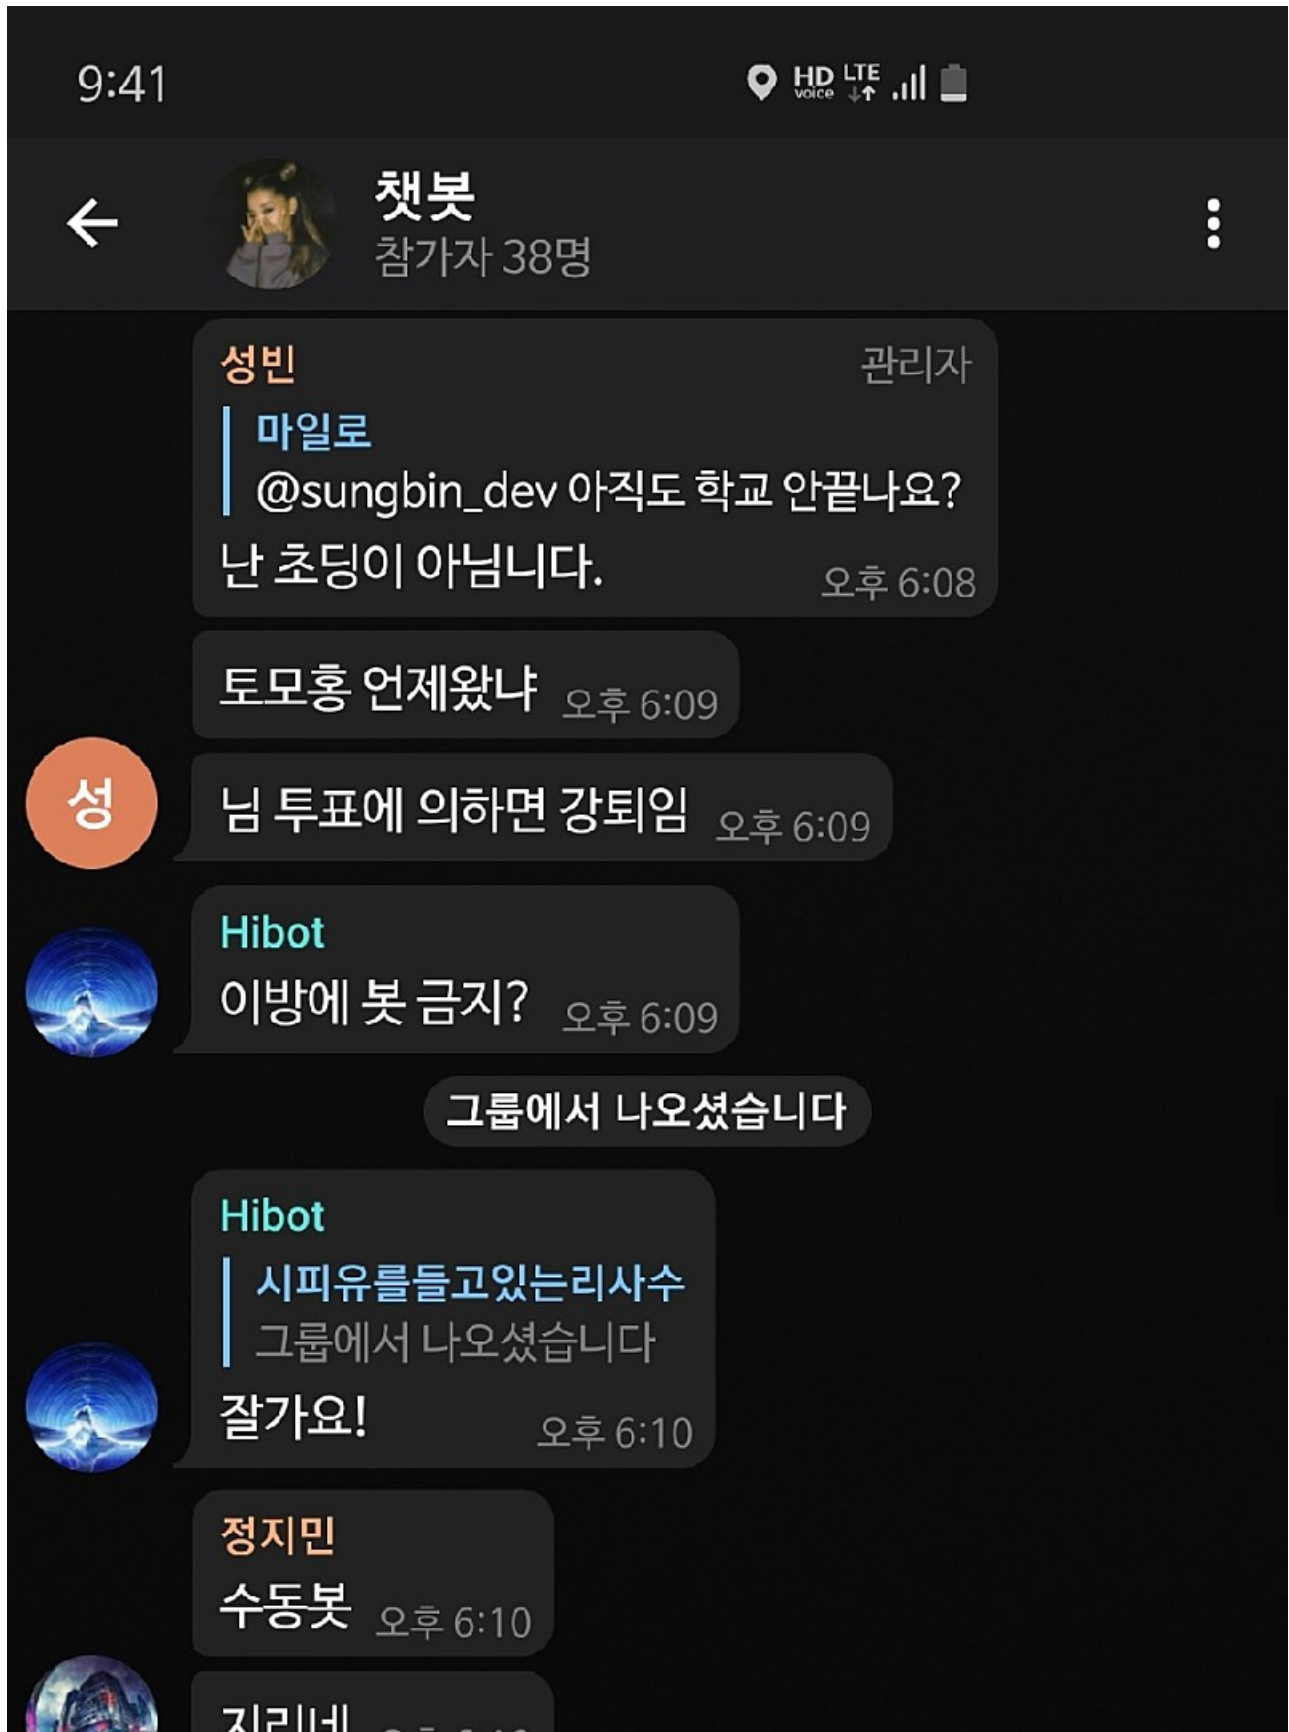 9:41
HD voice LTE
챗봇
참가자 38명
성빈 관리자
마일로
@sungbin_dev 아직도 학교 안끝나요?
난 초딩이 아님니다. 오후 6:08
토모홍 언제왔냐 오후 6:09
성 님 투표에 의하면 강퇴임 오후 6:09
Hibot
이방에 봇 금지? 오후 6:09
그룹에서 나오셨습니다
Hibot
시피유를들고있는리사수
그룹에서 나오셨습니다
잘가요! 오후 6:10
정지민
수동봇 오후 6:10
지리네